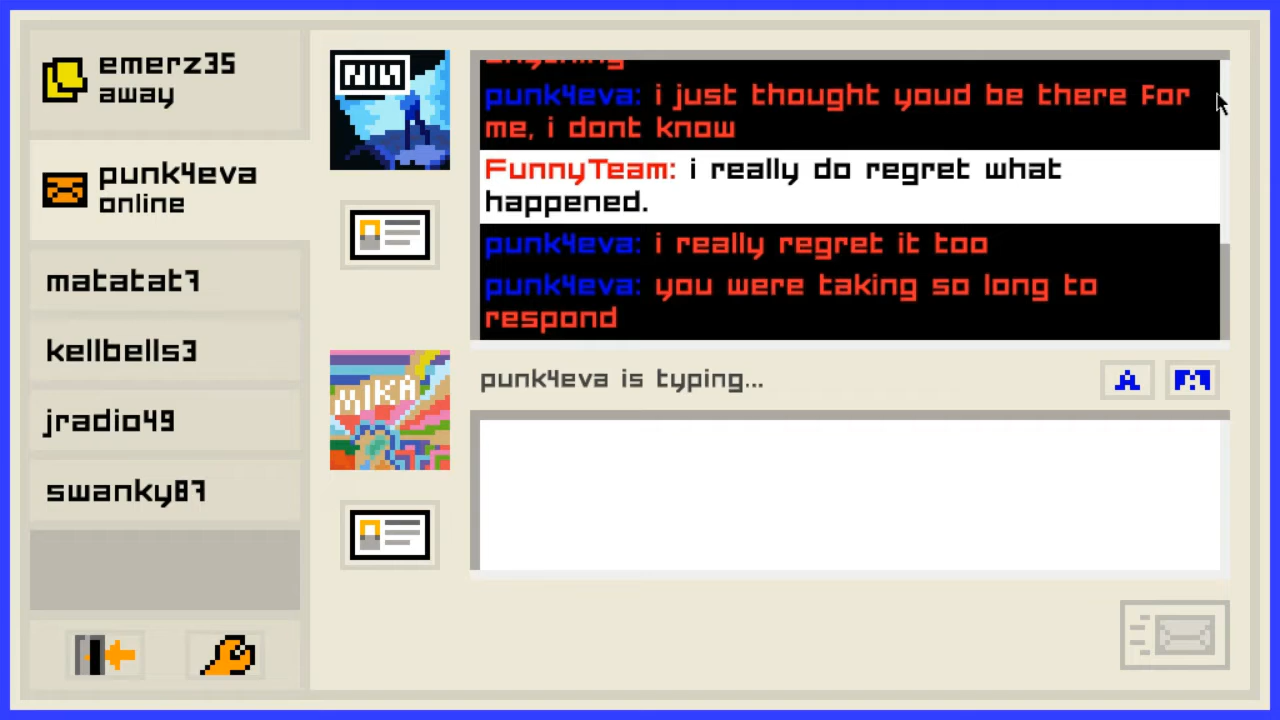 emerz35
away
punk4eva
online
matatat7
kellbells3
jradio49
swanky87
NIN
punk4eva: i just thought youd be there for
me, i dont know
FunnyTeam: i really do regret what
happened.
punk4eva: i really regret it too
punk4eva: you were taking so long to
respond
MIKA
punk4eva is typing...
A